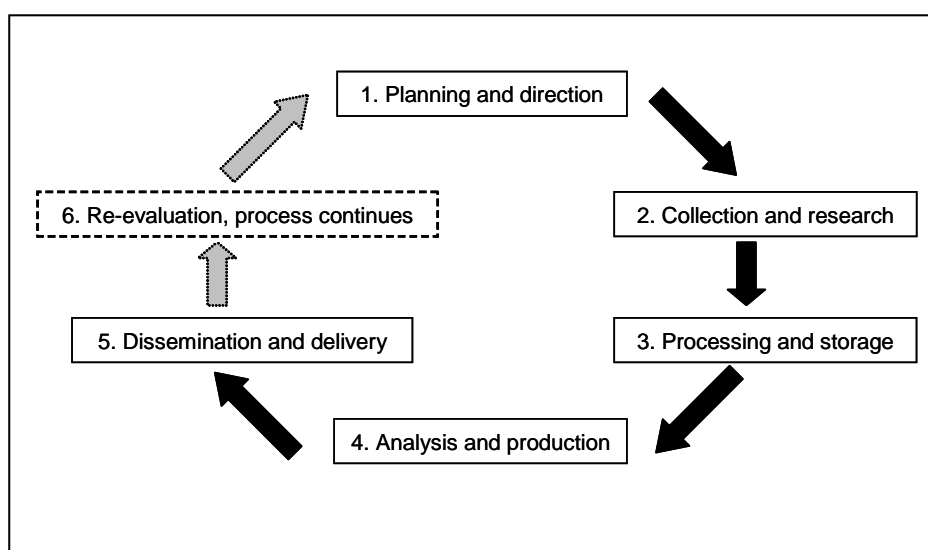 1. Planning and direction
2. Collection and research
3. Processing and storage
4. Analysis and production
5. Dissemination and delivery
6. Re-evaluation, process continues